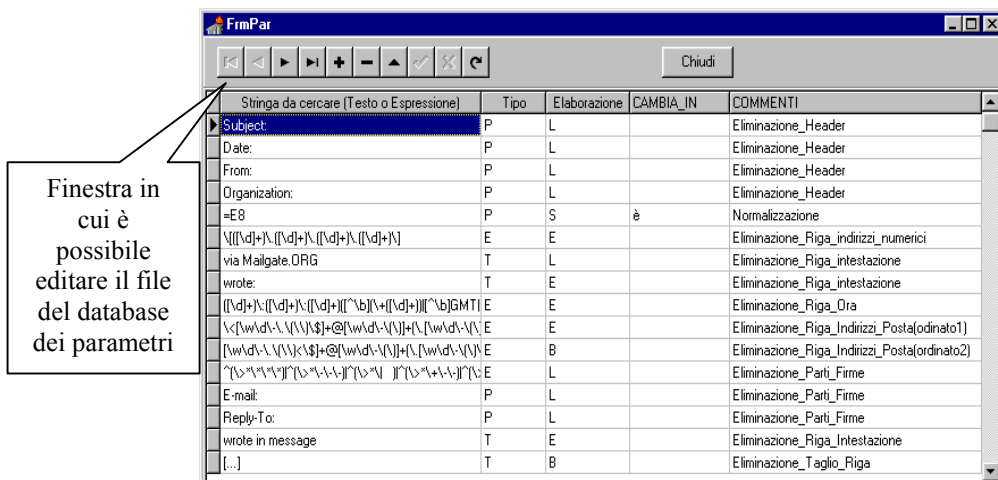 FrmPar
Chiudi
Stringa da cercare (Testo o Espressione) Tipo Elaborazione CAMBIA_IN COMMENTI
Subject: P L Eliminazione_Header
Date: P L Eliminazione_Header
From: P L Eliminazione_Header
Organization: P L Eliminazione_Header
=E8 P S è Normalizzazione
\[([\d]+)\.([\d]+)\.([\d]+)\.([\d]+)\] E E Eliminazione_Riga_indirizzi_numerici
via Mailgate.ORG T L Eliminazione_Riga_intestazione
wrote: T E Eliminazione_Riga_intestazione
([\d]+)\:([\d]+)\:([\d]+)([^\b](\+([\d]+))|[^\b]GMT| E E Eliminazione_Riga_Ora
\<[\w\d\-\.\(\\)\$]+@[\w\d\-\(\)]+(\.[\w\d\-\(\) E E Eliminazione_Riga_Indirizzi_Posta(odinato1)
[\w\d\-\.\(\\)<\$]+@[\w\d\-\(\)]+(\.[\w\d\-\(\)\ E B Eliminazione_Riga_Indirizzi_Posta(ordinato2)
^(\>*\*\*\*)|^(\>*\-\-\-)|^(\>*\| )|^(\>*\+\-\-)|^(\> E L Eliminazione_Parti_Firme
E-mail: P L Eliminazione_Parti_Firme
Reply-To: P L Eliminazione_Parti_Firme
wrote in message T E Eliminazione_Riga_Intestazione
[...] T B Eliminazione_Taglio_Riga
Finestra in
cui è
possibile
editare il file
del database
dei parametri